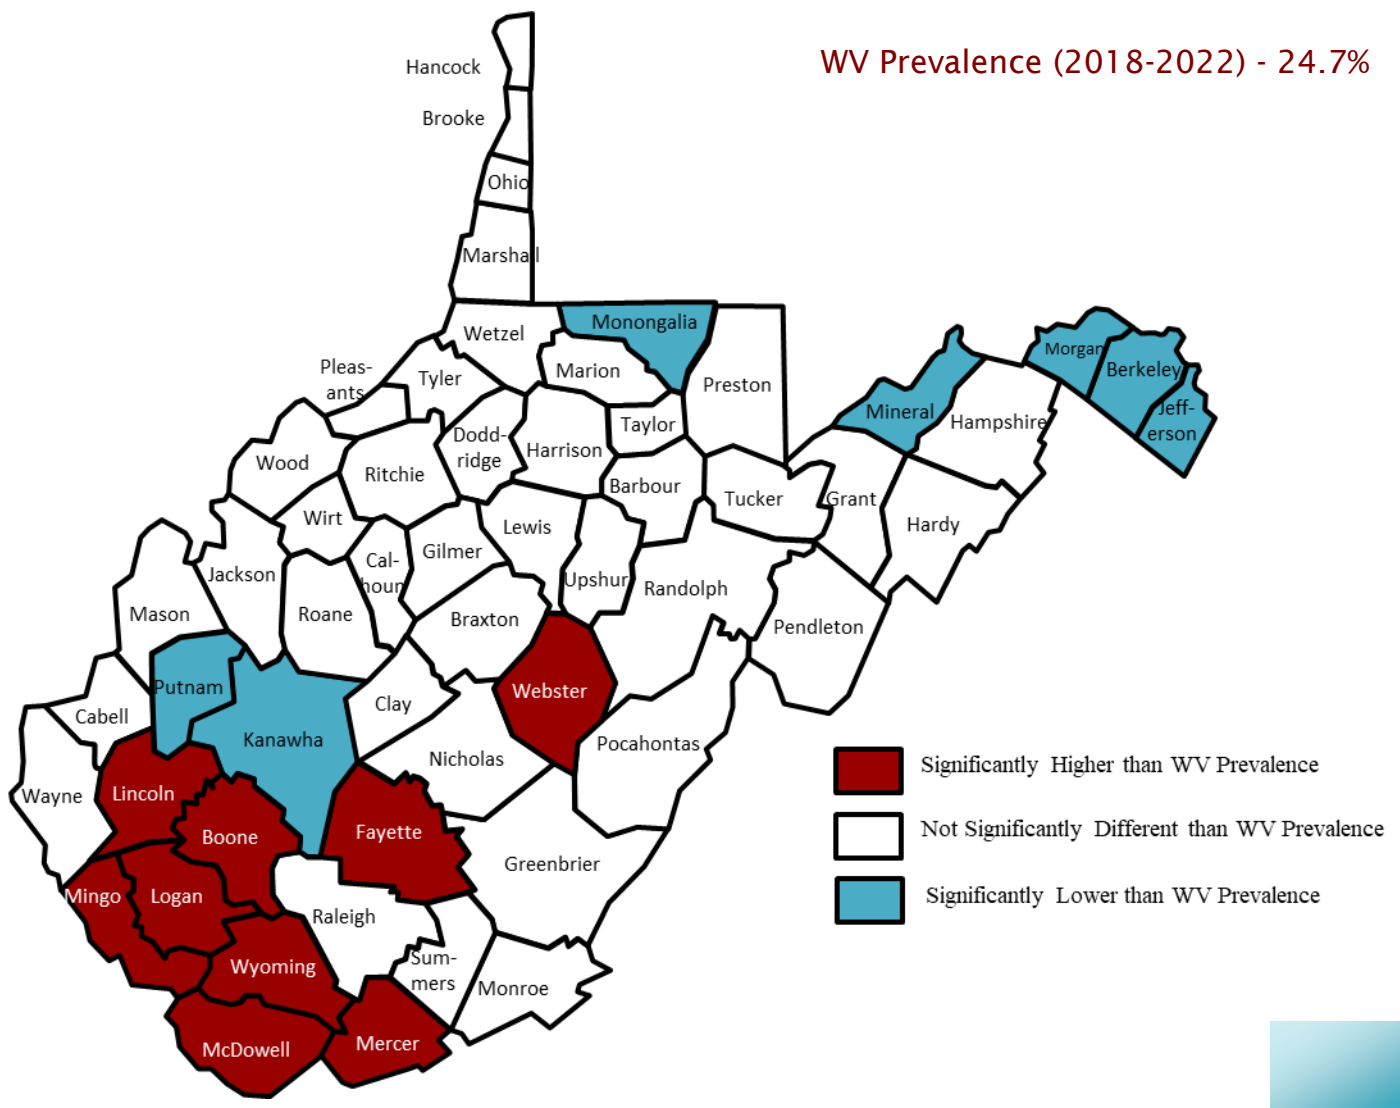 WV Prevalence (2018-2022) - 24.7%
Hancock
Brooke
Ohio
Marshall
Wetzel
Monongalia
Marion
Preston
Pleas-
ants
Tyler
Mineral
Hampshire
Morgan
Berkeley
Jeff-
erson
Wood
Ritchie
Dodd-
ridge
Harrison
Taylor
Barbour
Tucker
Grant
Hardy
Wirt
Lewis
Cal-
houn
Gilmer
Upshur
Randolph
Jackson
Mason
Roane
Braxton
Pendleton
Putnam
Webster
Cabell
Clay
Kanawha
Nicholas
Pocahontas
Wayne
Lincoln
Boone
Fayette
Greenbrier
Mingo
Logan
Raleigh
Wyoming
Sum-
mers
Monroe
McDowell
Mercer
Significantly Higher than WV Prevalence
Not Significantly Different than WV Prevalence
Significantly Lower than WV Prevalence